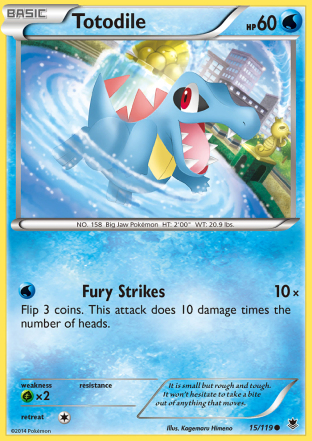 BASIC Totodile HP60
NO. 158 Big Jaw Pokémon HT: 2'00" WT: 20.9 lbs.
Fury Strikes 10×
Flip 3 coins. This attack does 10 damage times the
number of heads.
weakness resistance
×2
retreat
It is small but rough and tough.
It won't hesitate to take a bite
out of anything that moves.
©2014 Pokémon Illus. Kagemaru Himeno 15/119